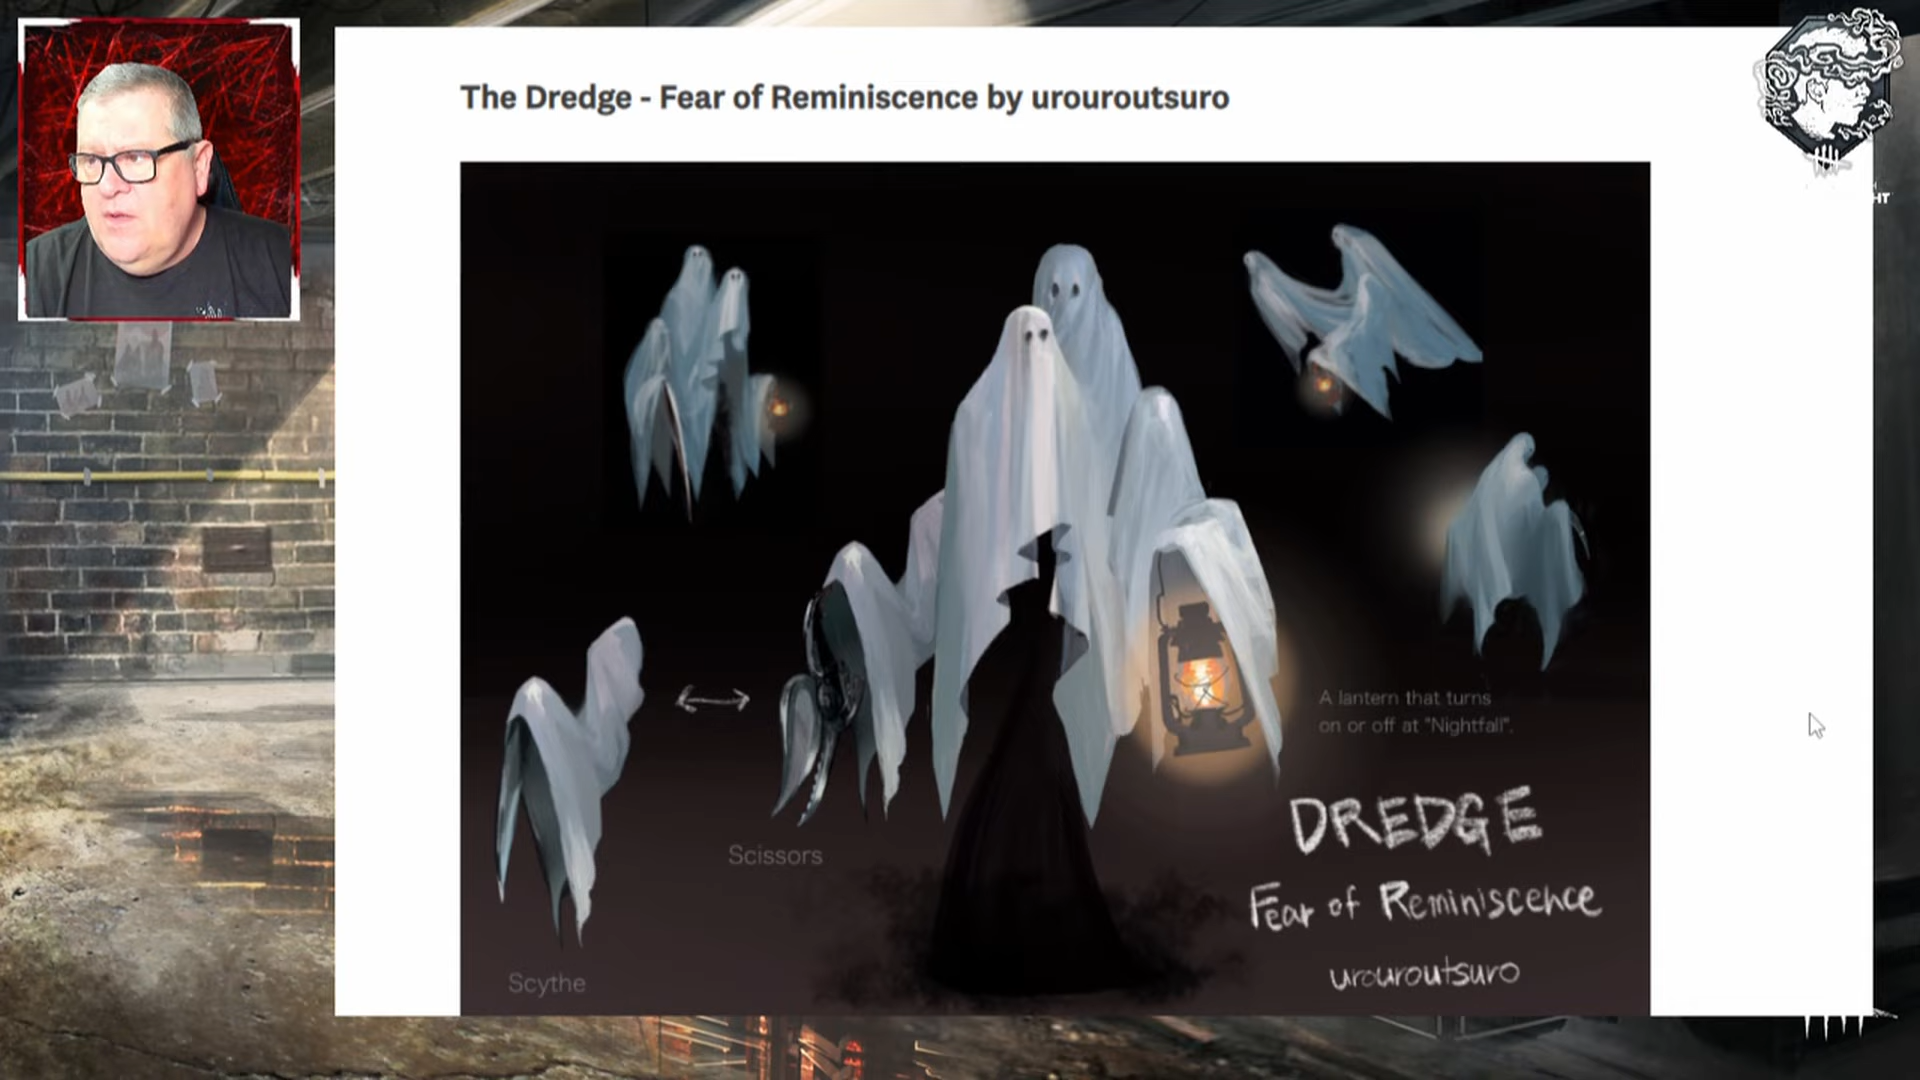 The Dredge - Fear of Reminiscence by urouroutsuro
A lantern that turns
on or off at "Nightfall".
Scissors
Scythe
DREDGE
Fear of Reminiscence
urouroutsuro
HT